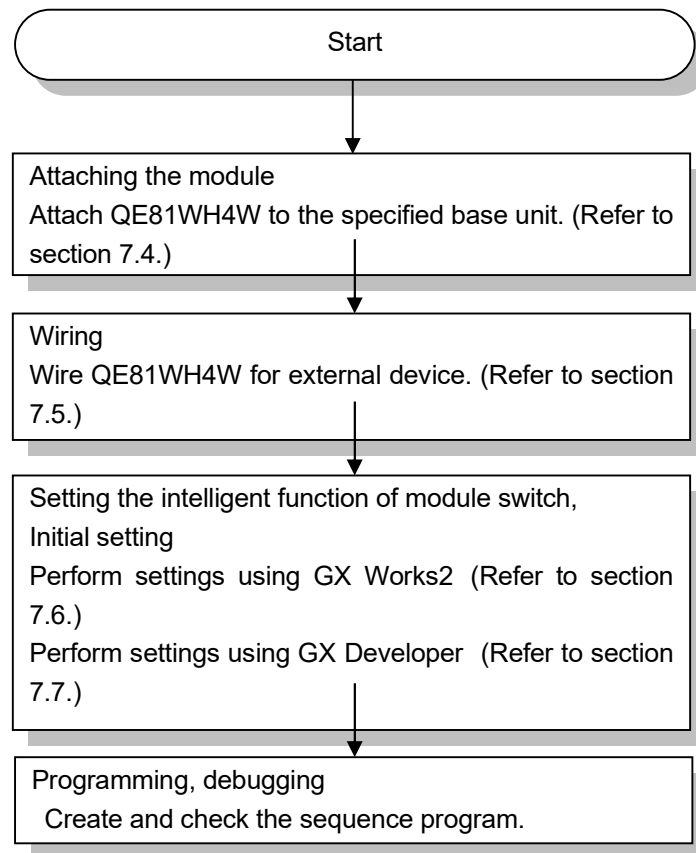 Start
Attaching the module
Attach QE81WH4W to the specified base unit. (Refer to
section 7.4.)
Wiring
Wire QE81WH4W for external device. (Refer to section
7.5.)
Setting the intelligent function of module switch,
Initial setting
Perform settings using GX Works2 (Refer to section
7.6.)
Perform settings using GX Developer (Refer to section
7.7.)
Programming, debugging
Create and check the sequence program.